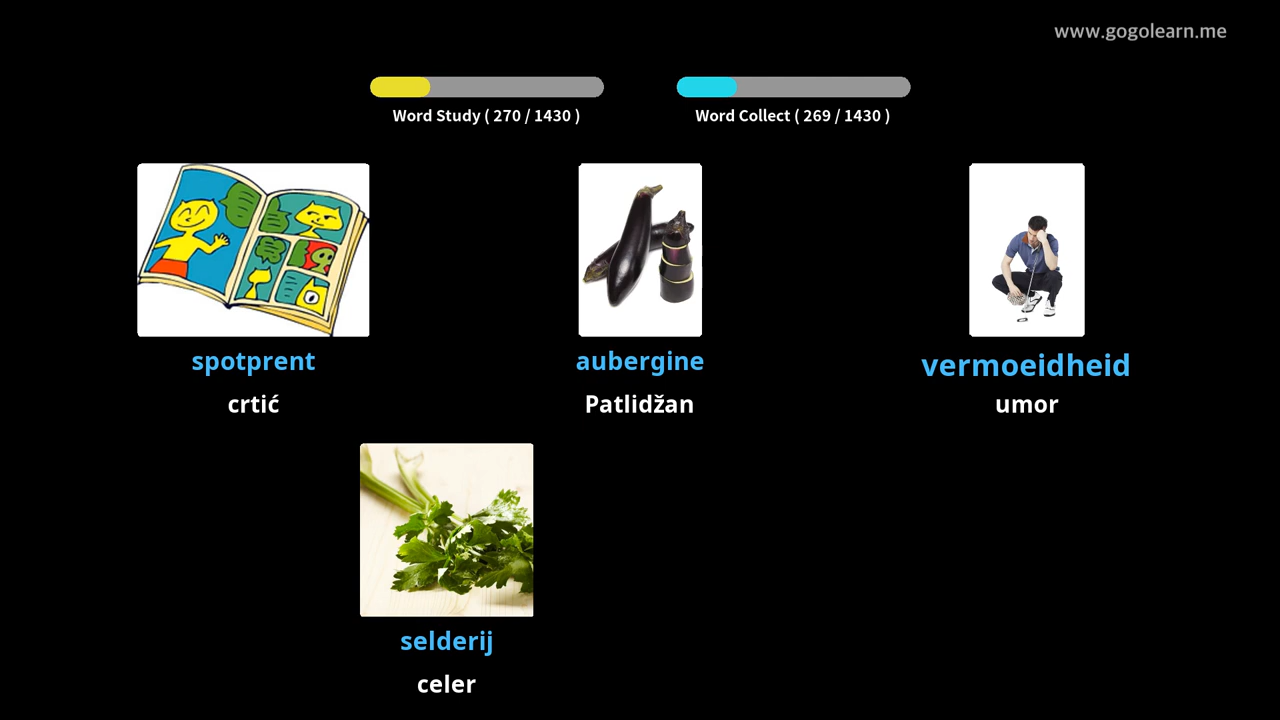 www.gogolearn.me
Word Study ( 270 / 1430 )
Word Collect ( 269 / 1430 )
spotprent
aubergine
vermoeidheid
crtić
Patlidžan
umor
selderij
celer